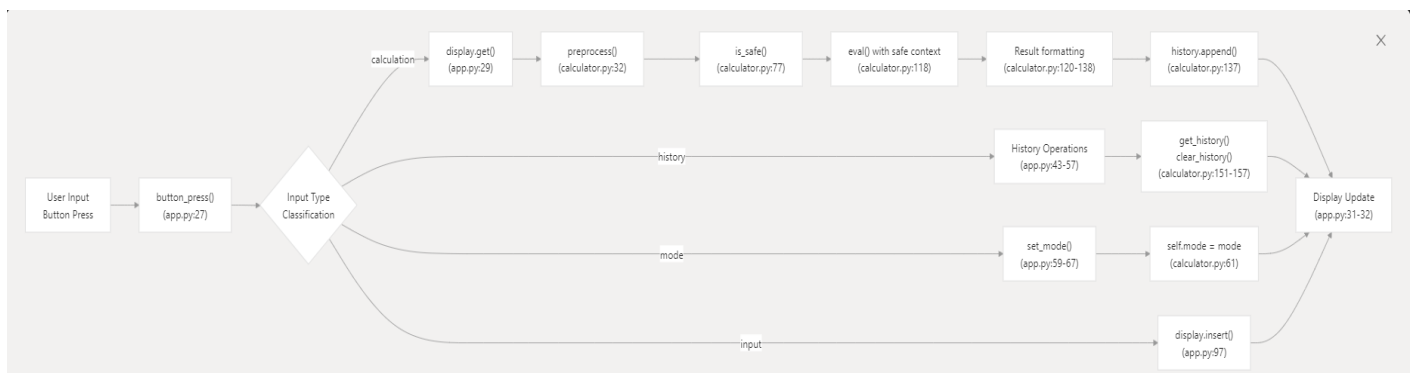 User Input
Button Press
button_press()
(app.py:27)
Input Type
Classification
calculation
display.get()
(app.py:29)
preprocess()
(calculator.py:32)
is_safe()
(calculator.py:77)
eval() with safe context
(calculator.py:118)
Result formatting
(calculator.py:120-138)
history.append()
(calculator.py:137)
X
history
History Operations
(app.py:43-57)
get_history()
clear_history()
(calculator.py:151-157)
mode
set_mode()
(app.py:59-67)
self.mode = mode
(calculator.py:61)
input
display.insert()
(app.py:97)
Display Update
(app.py:31-32)